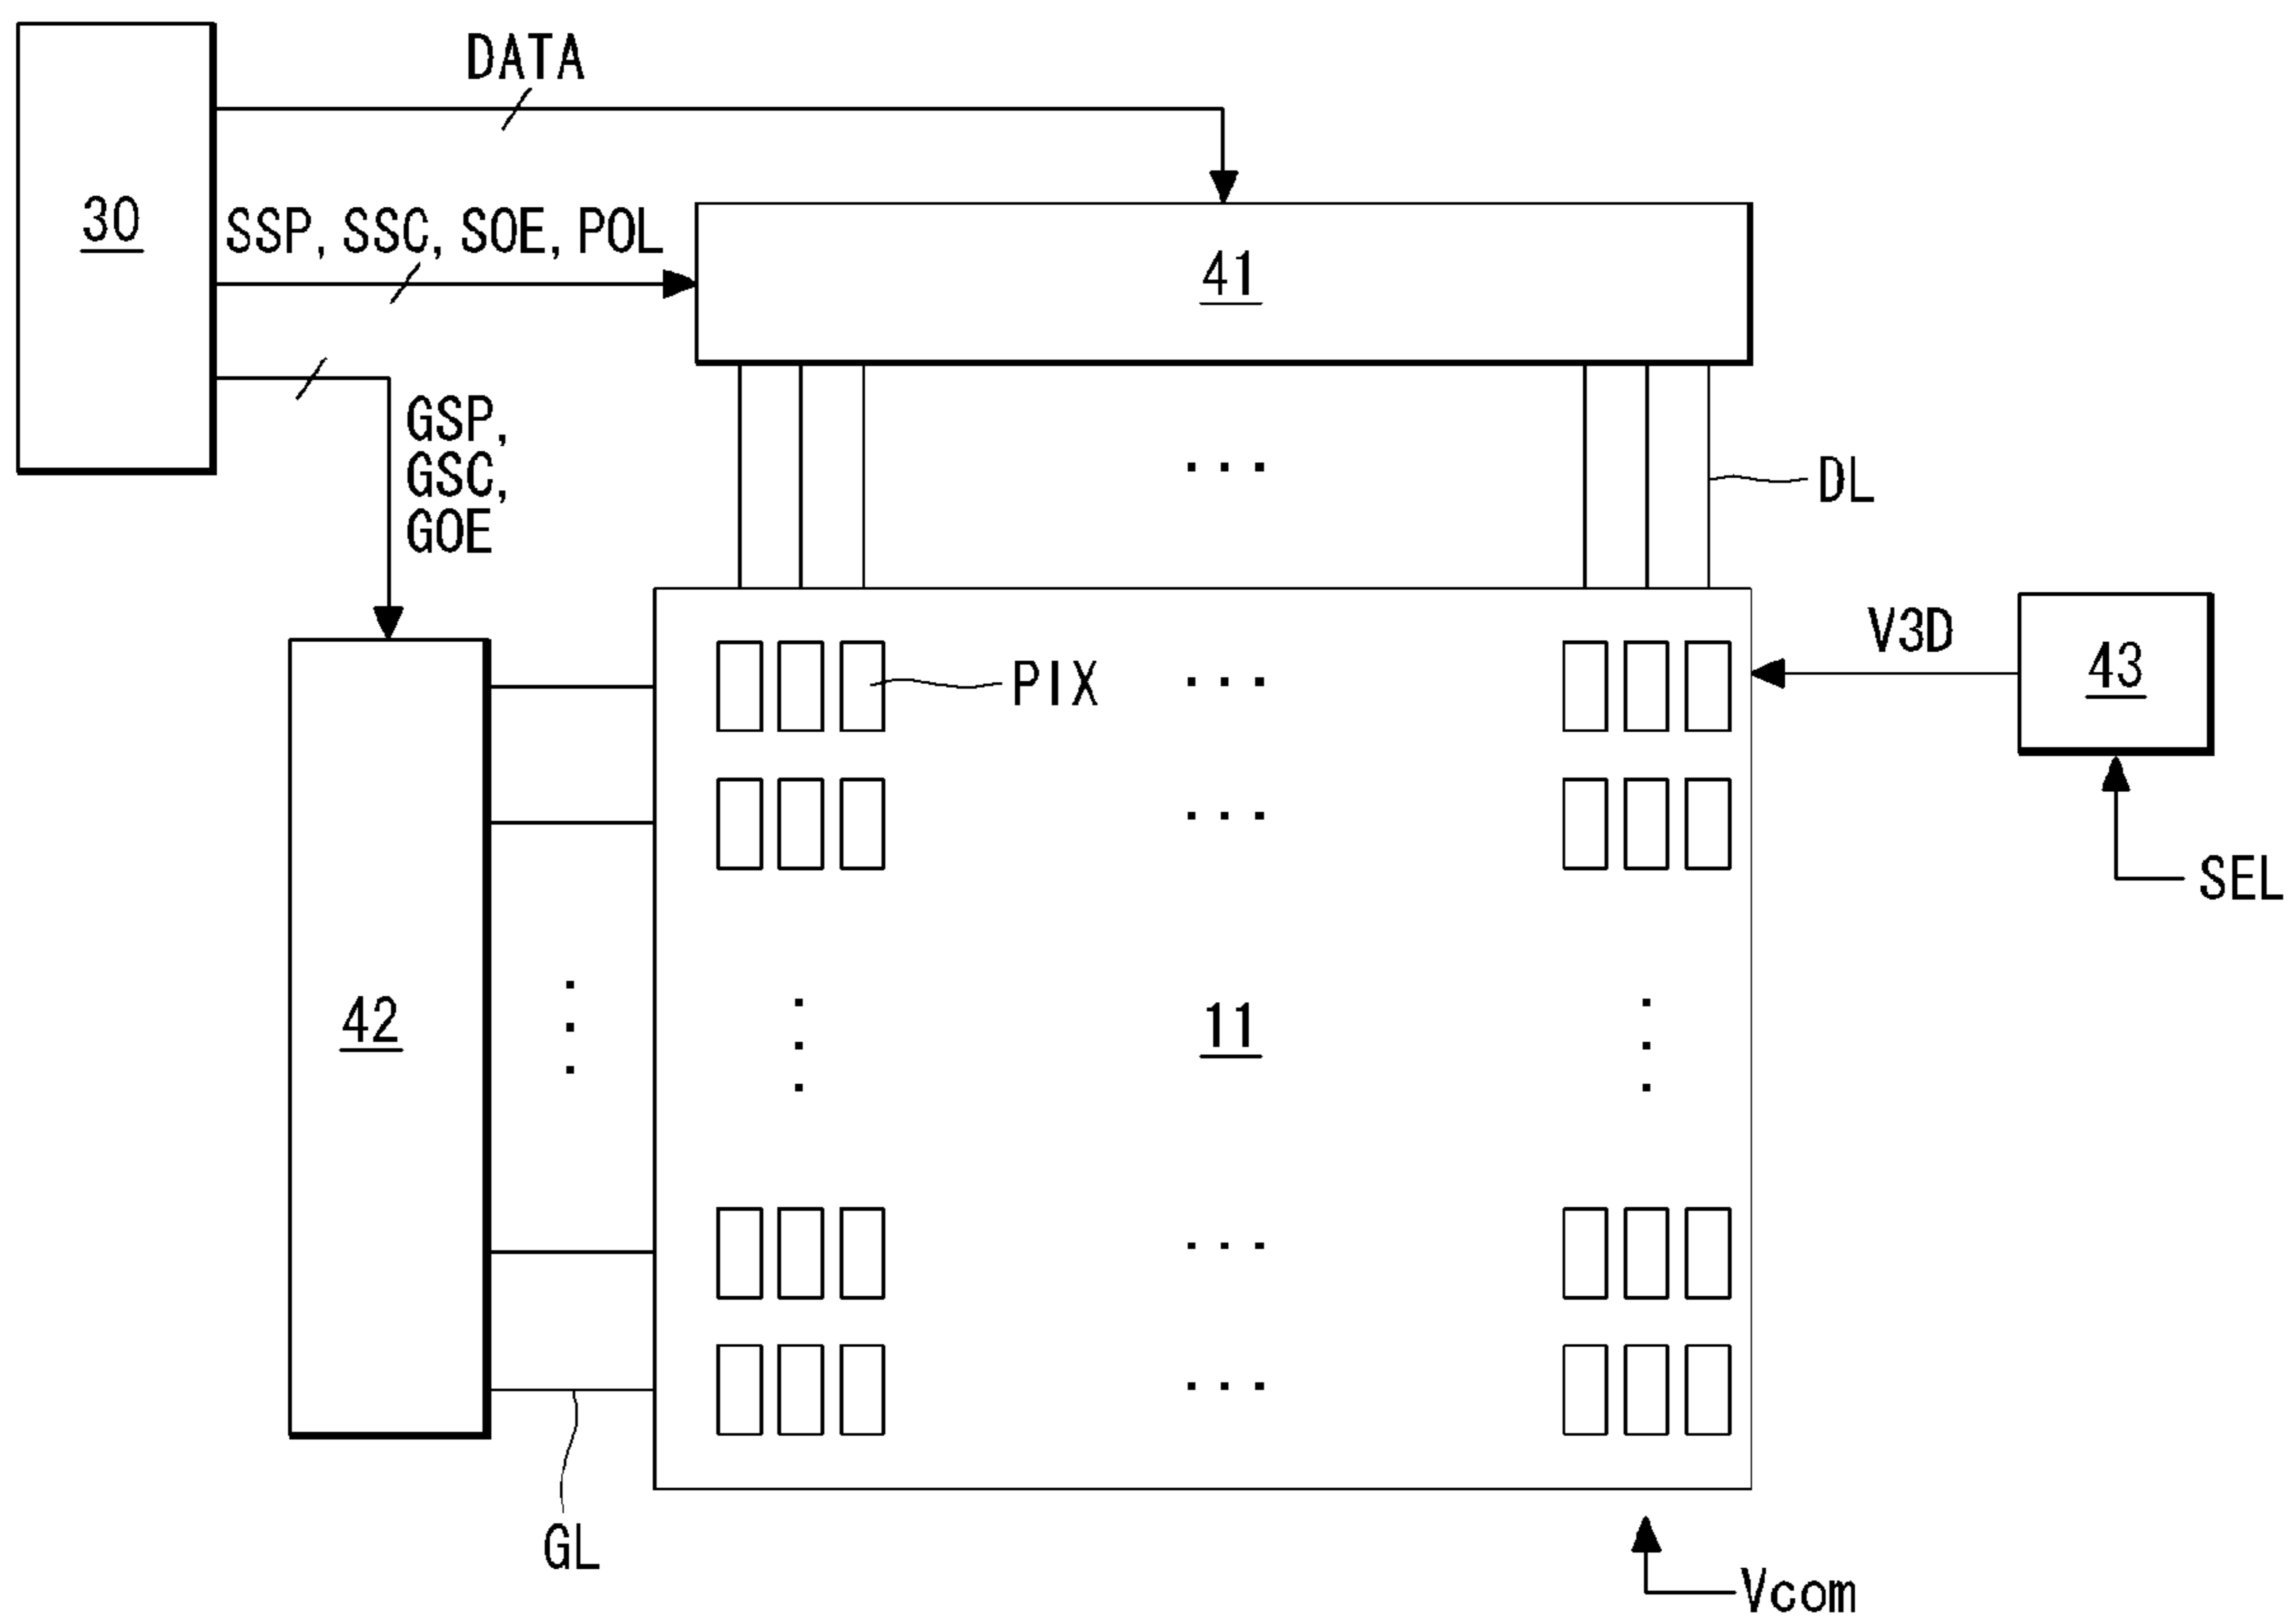 DATA
30
SSP, SSC, SOE, POL
41
GSP,
GSC,
GOE
DL
V3D
43
PIX
SEL
42
11
GL
Vcom